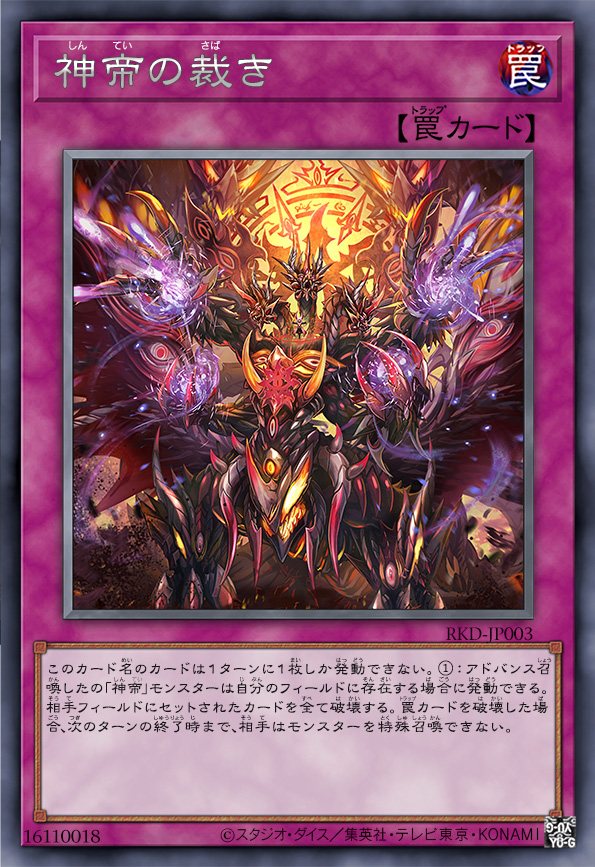 神帝の裁き
罠
【罠カード】
RKD-JP003
このカード名のカードは1ターンに1枚しか発動できない。①:アドバンス召
喚したの「神帝」モンスターは自分のフィールドに存在する場合に発動できる。
相手フィールドにセットされたカードを全て破壊する。罠カードを破壊した場
合、次のターンの終了時まで、相手はモンスターを特殊召喚できない。
16110018
©スタジオ・ダイス／集英社・テレビ東京・KONAMI